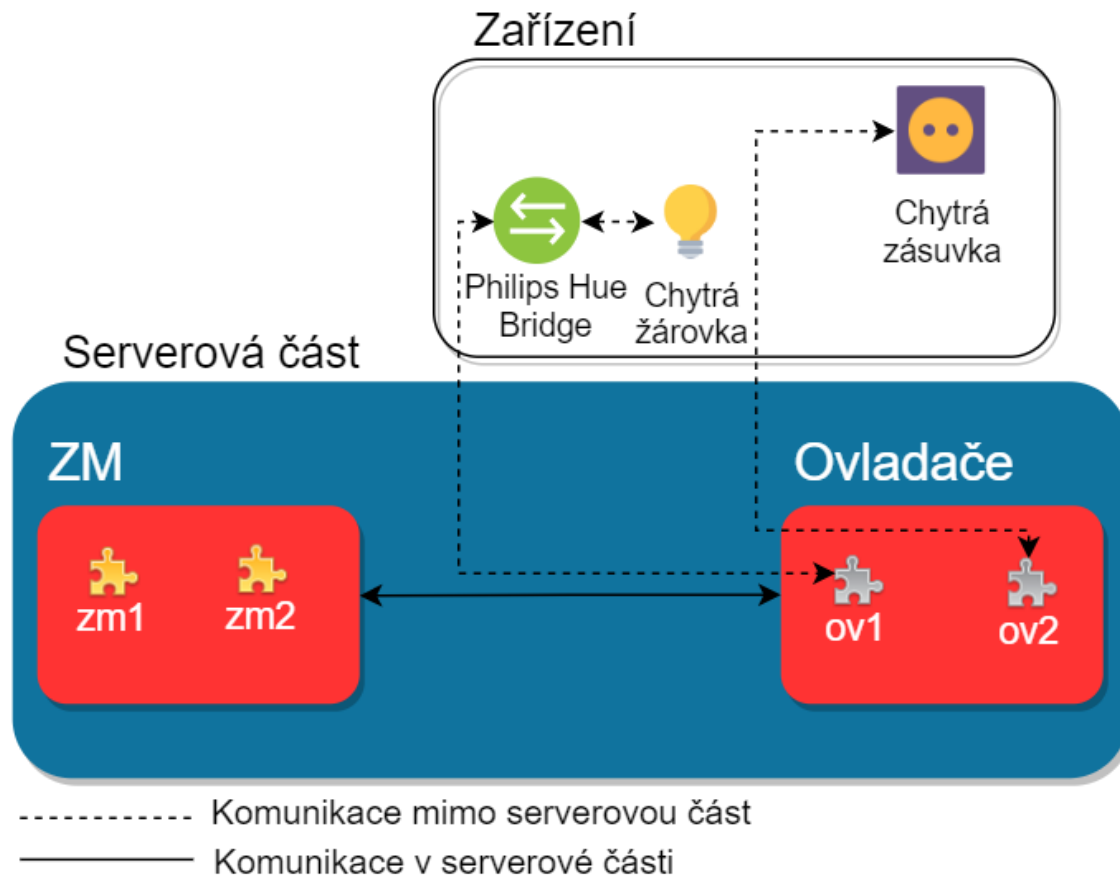 Zařízení
Chytrá
zásuvka
Philips Hue
Bridge
Chytrá
žárovka
Serverová část
ZM
Ovladače
zm1
zm2
ov1
ov2
Komunikace mimo serverovou část
Komunikace v serverové části